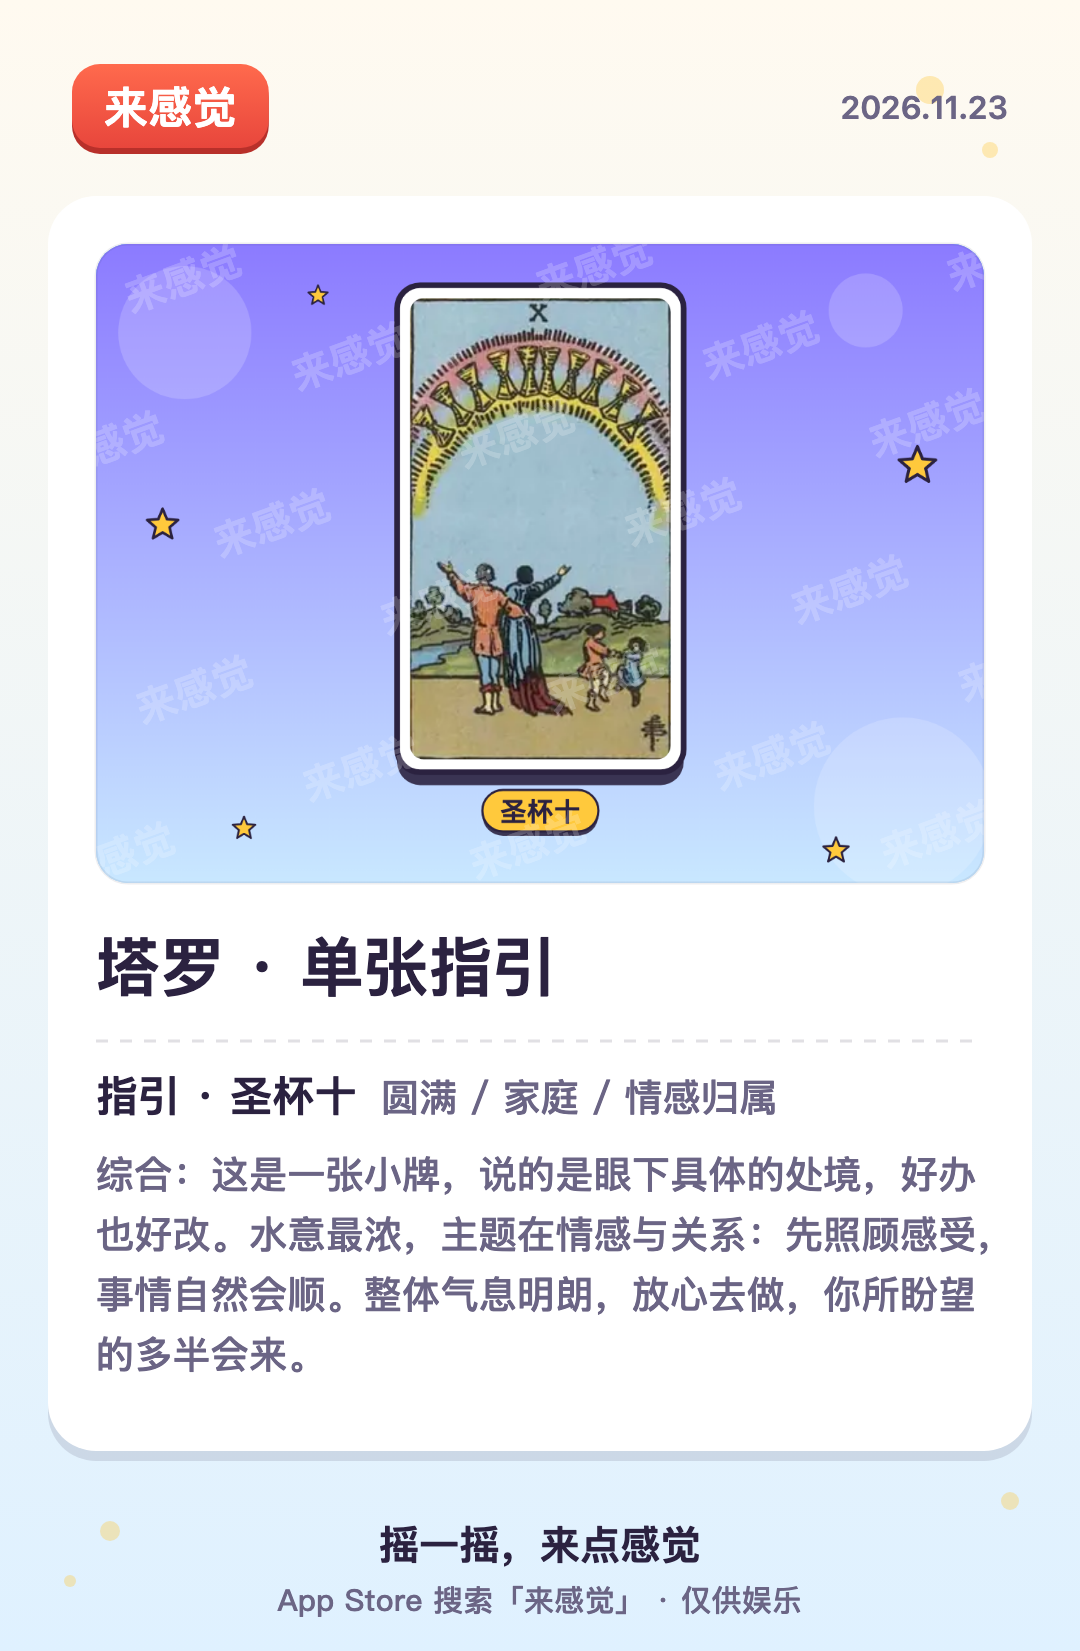 来感觉
2026.11.23
X
圣杯十
塔罗 · 单张指引
指引 · 圣杯十 圆满 / 家庭 / 情感归属
综合：这是一张小牌，说的是眼下具体的处境，好办
也好改。水意最浓，主题在情感与关系：先照顾感受，
事情自然会顺。整体气息明朗，放心去做，你所盼望
的多半会来。
摇一摇，来点感觉
App Store 搜索「来感觉」 · 仅供娱乐